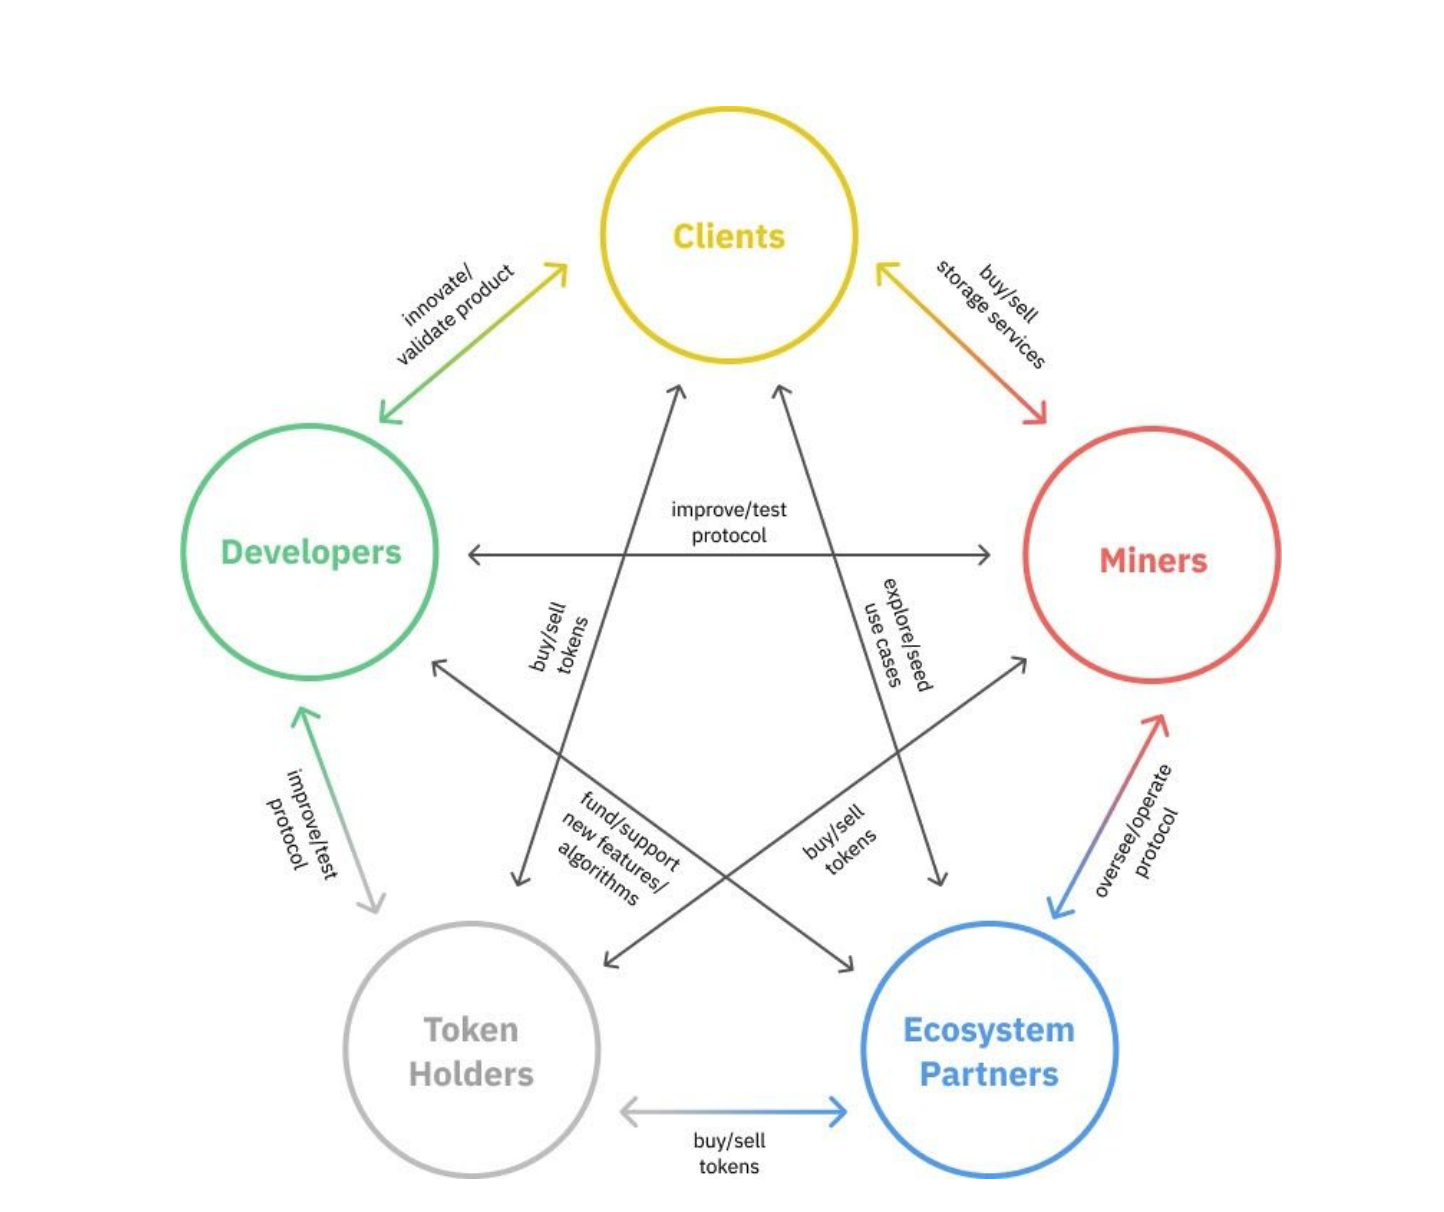 Clients
innovate/
validate product
buy/sell
storage services
Developers
improve/test
protocol
Miners
buy/sell
tokens
explore/seed
use cases
improve/test
protocol
fund/support
new features/
algorithms
buy/sell
tokens
oversee/operate
protocol
Token
Holders
Ecosystem
Partners
buy/sell
tokens